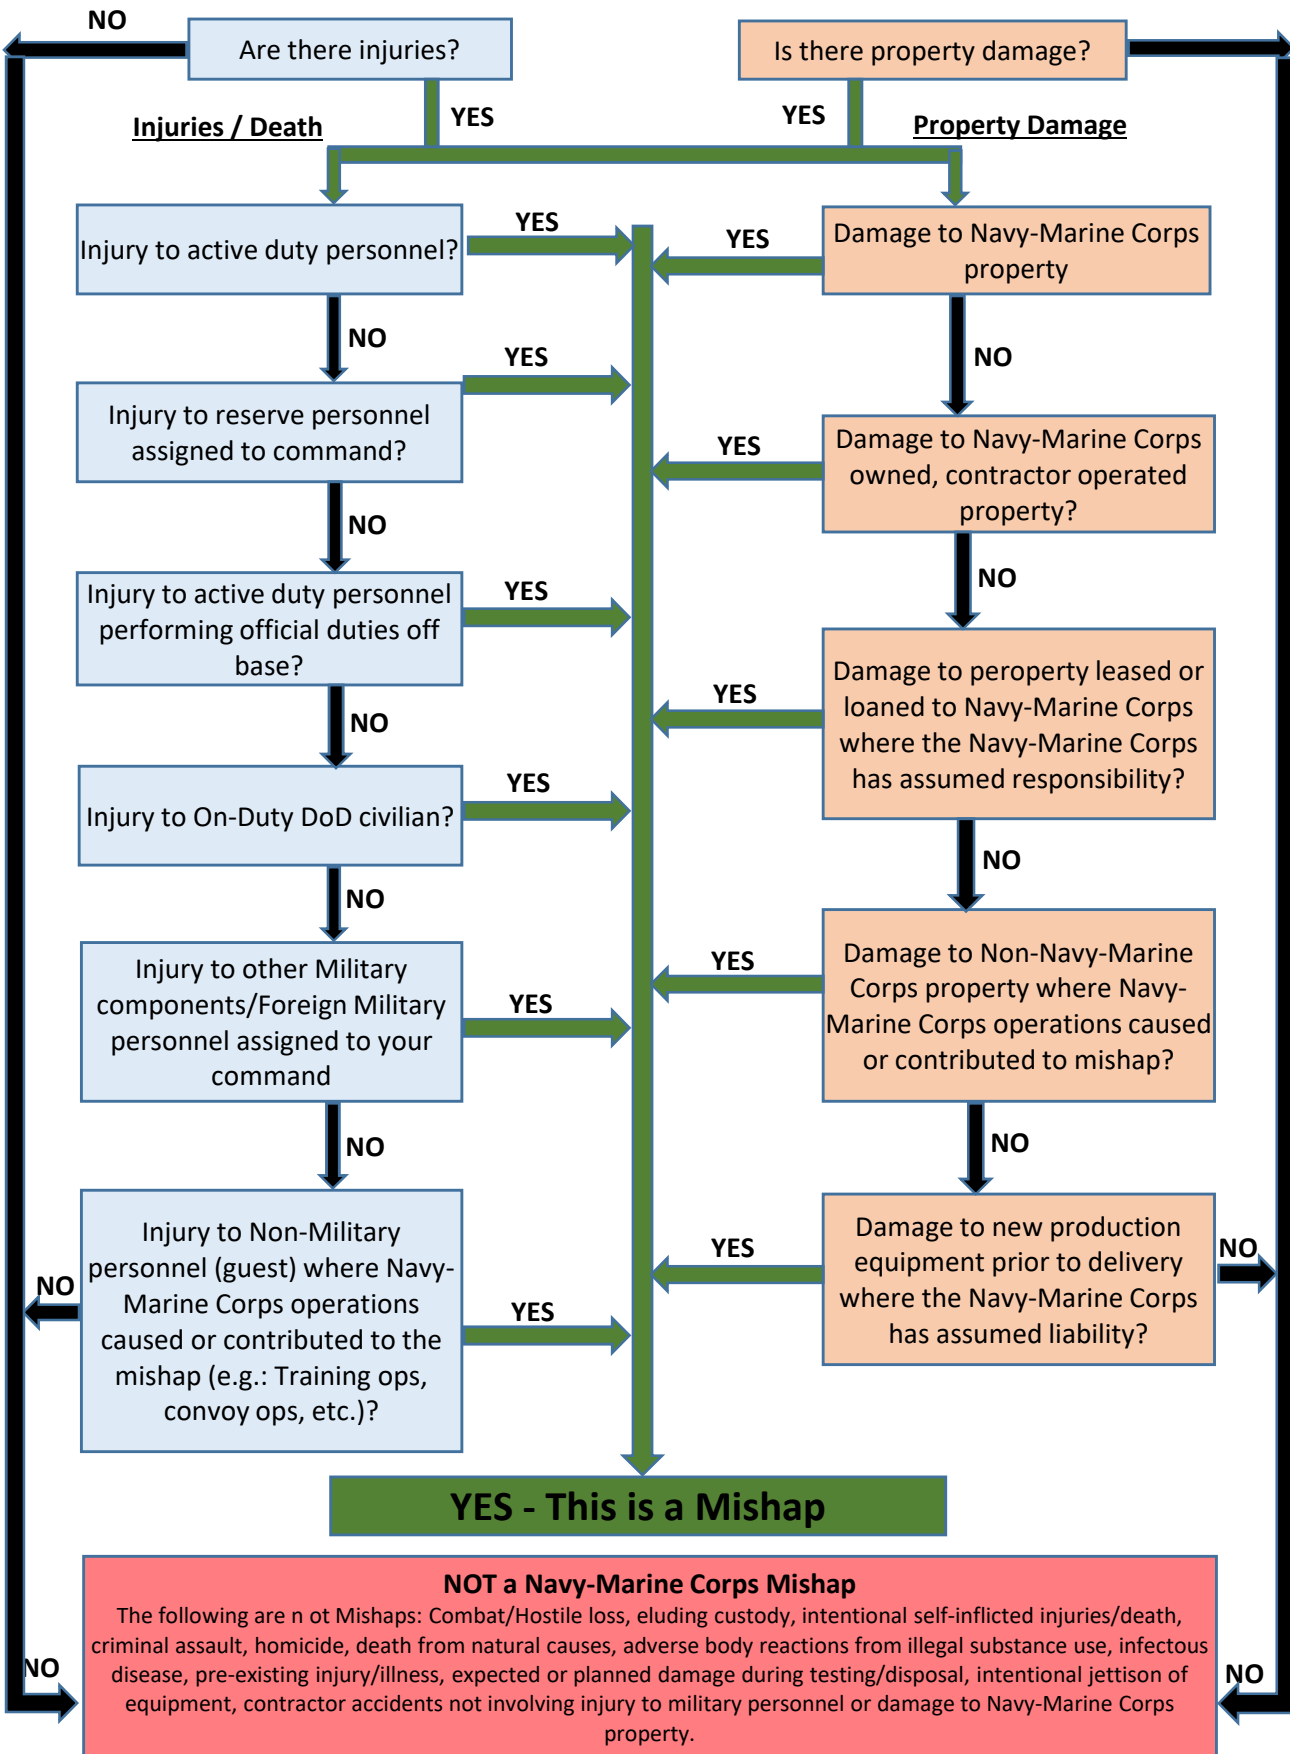 NO
Are there injuries?
Is there property damage?
YES
YES
Injuries / Death
Property Damage
Injury to active duty personnel?
YES
YES
Damage to Navy-Marine Corps
property
NO
NO
Injury to reserve personnel
assigned to command?
YES
YES
Damage to Navy-Marine Corps
owned, contractor operated
property?
NO
NO
Injury to active duty personnel
performing official duties off
base?
YES
YES
Damage to peroperty leased or
loaned to Navy-Marine Corps
where the Navy-Marine Corps
has assumed responsibility?
NO
NO
Injury to On-Duty DoD civilian?
YES
NO
Injury to other Military
components/Foreign Military
personnel assigned to your
command
YES
YES
Damage to Non-Navy-Marine
Corps property where Navy-
Marine Corps operations caused
or contributed to mishap?
NO
NO
Injury to Non-Military
personnel (guest) where Navy-
Marine Corps operations
caused or contributed to the
mishap (e.g.: Training ops,
convoy ops, etc.)?
NO
YES
YES
Damage to new production
equipment prior to delivery
where the Navy-Marine Corps
has assumed liability?
NO
YES - This is a Mishap
NOT a Navy-Marine Corps Mishap
The following are n ot Mishaps: Combat/Hostile loss, eluding custody, intentional self-inflicted injuries/death,
criminal assault, homicide, death from natural causes, adverse body reactions from illegal substance use, infectous
disease, pre-existing injury/illness, expected or planned damage during testing/disposal, intentional jettison of
equipment, contractor accidents not involving injury to military personnel or damage to Navy-Marine Corps
property.
NO
NO